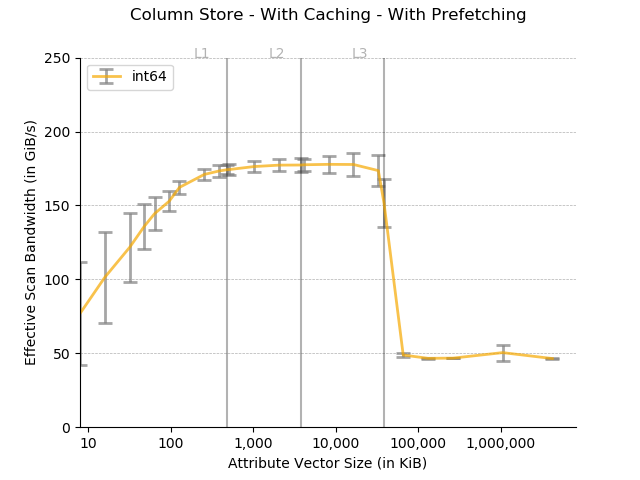 Column Store - With Caching - With Prefetching
L1 L2 L3
250
int64
200
150
100
50
0
Effective Scan Bandwidth (in GiB/s)
10 100 1,000 10,000 100,000 1,000,000
Attribute Vector Size (in KiB)